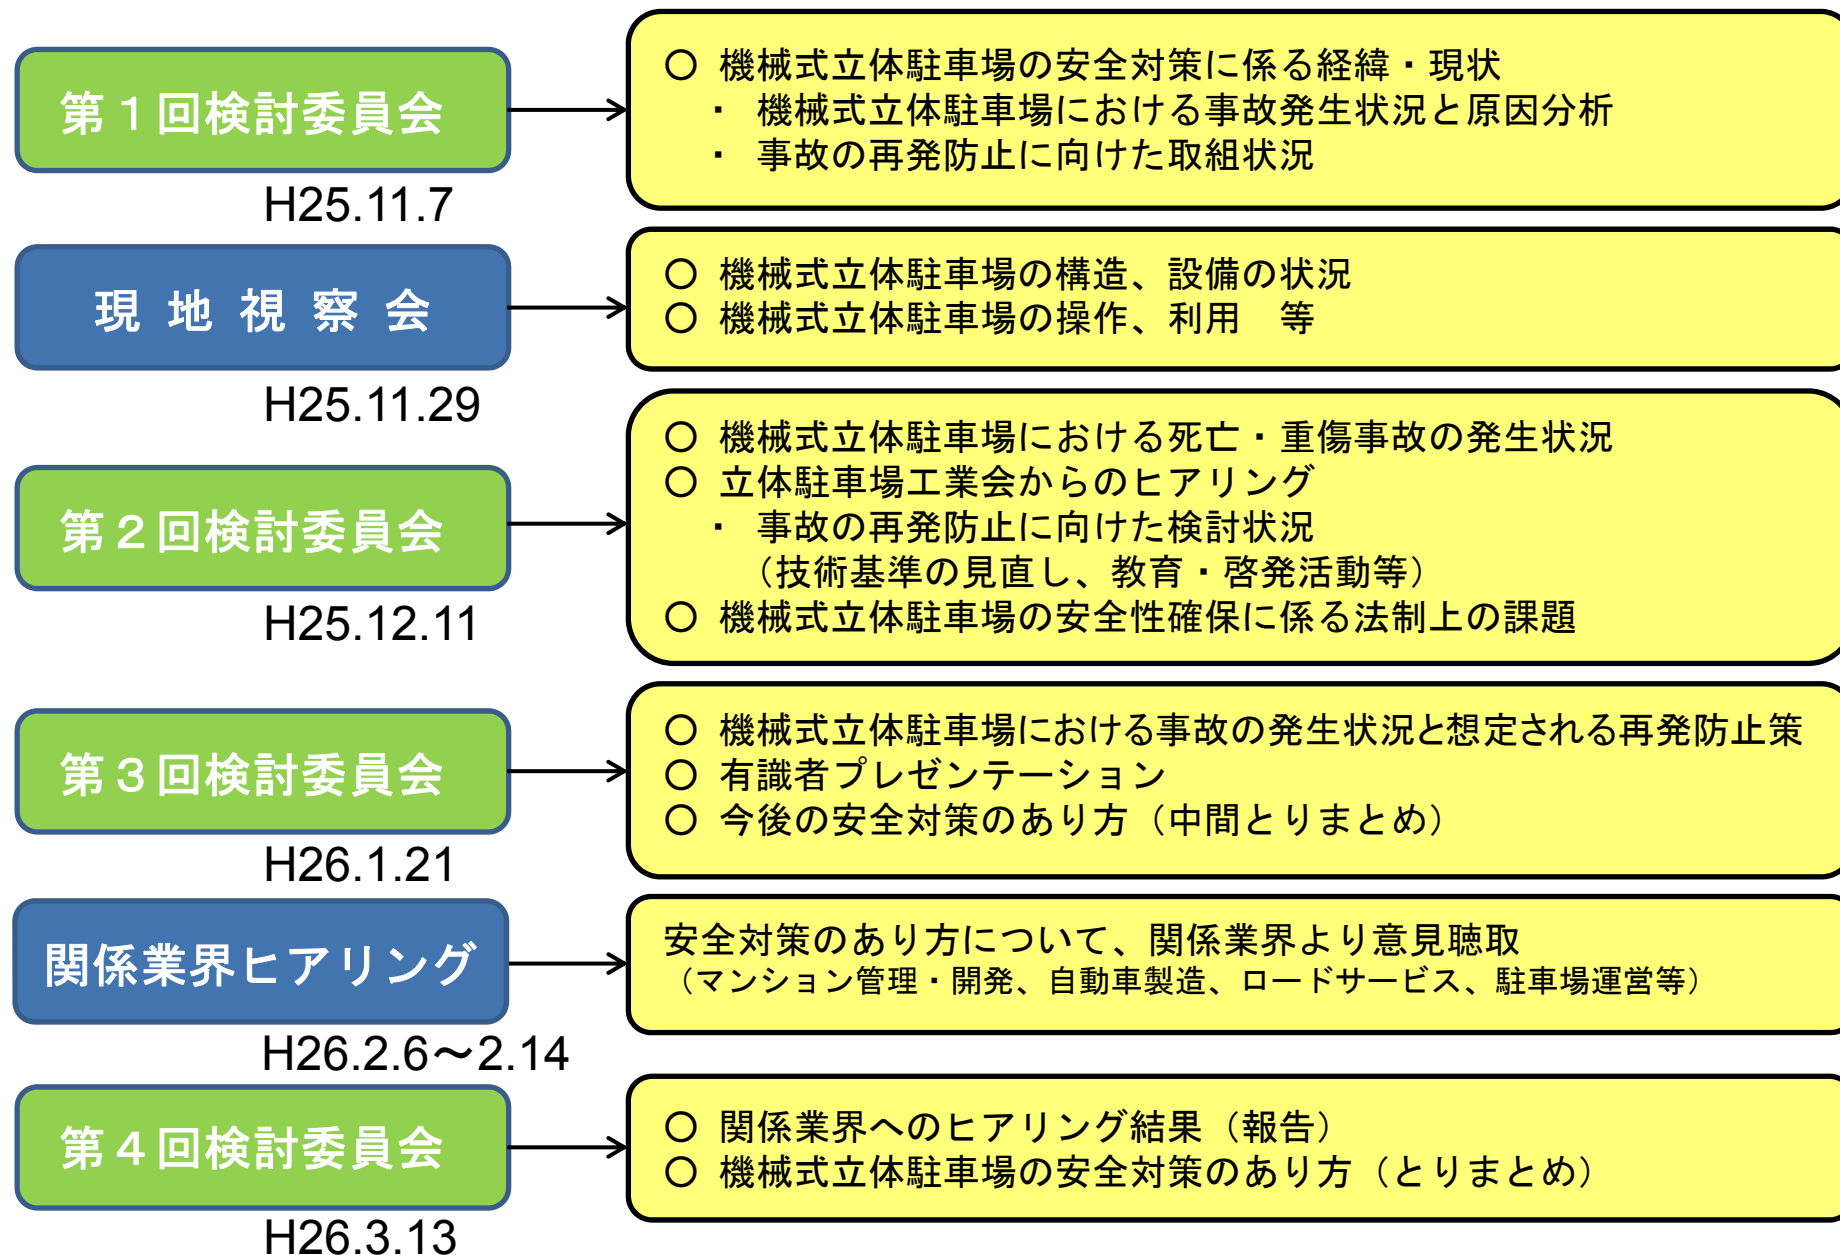 第１回検討委員会
H25.11.7
○ 機械式立体駐車場の安全対策に係る経緯・現状
・ 機械式立体駐車場における事故発生状況と原因分析
・ 事故の再発防止に向けた取組状況
現 地 視 察 会
H25.11.29
○ 機械式立体駐車場の構造、設備の状況
○ 機械式立体駐車場の操作、利用　等
第２回検討委員会
H25.12.11
○ 機械式立体駐車場における死亡・重傷事故の発生状況
○ 立体駐車場工業会からのヒアリング
・ 事故の再発防止に向けた検討状況
（技術基準の見直し、教育・啓発活動等）
○ 機械式立体駐車場の安全性確保に係る法制上の課題
第３回検討委員会
H26.1.21
○ 機械式立体駐車場における事故の発生状況と想定される再発防止策
○ 有識者プレゼンテーション
○ 今後の安全対策のあり方（中間とりまとめ）
関係業界ヒアリング
H26.2.6～2.14
安全対策のあり方について、関係業界より意見聴取
（マンション管理・開発、自動車製造、ロードサービス、駐車場運営等）
第４回検討委員会
H26.3.13
○ 関係業界へのヒアリング結果（報告）
○ 機械式立体駐車場の安全対策のあり方（とりまとめ）